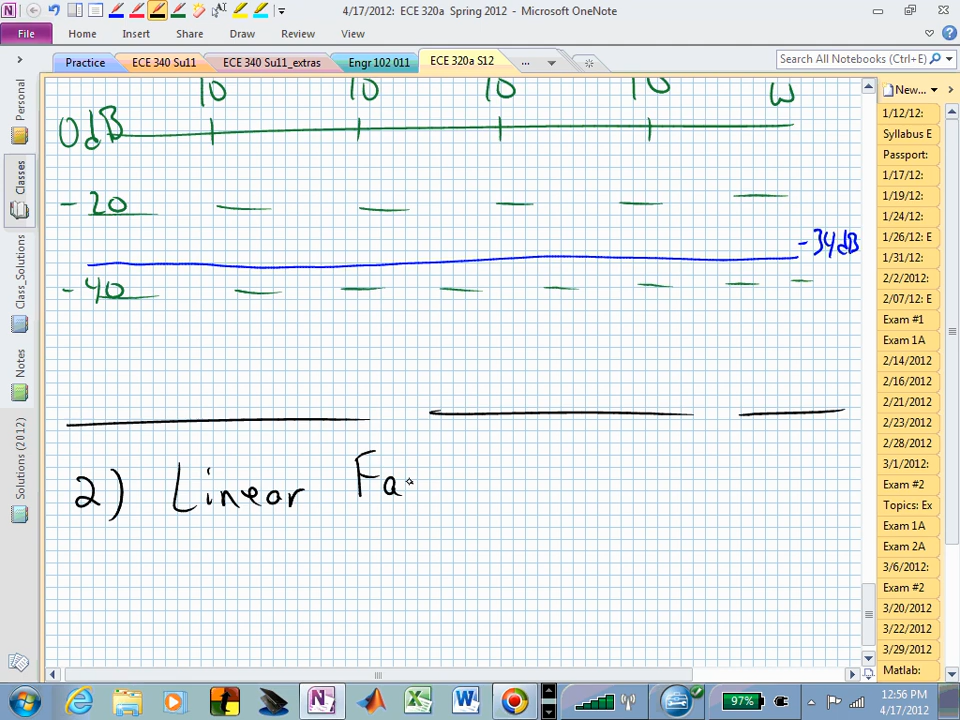 4/17/2012: ECE 320a Spring 2012 - Microsoft OneNote
File Home Insert Share Draw Review View
Practice ECE 340 Su11 ECE 340 Su11_extras Engr 102 011 ECE 320a S12 ... Search All Notebooks (Ctrl+E)
Personal
Classes
Class_Solutions
Notes
Solutions (2012)
10 10 10 10 ω
0dB
-20
-34dB
-40
2) Linear Fa
New...
1/12/12:
Syllabus E
Passport:
1/17/12:
1/19/12:
1/24/12:
1/26/12: E
1/31/12:
2/2/2012:
2/07/12: E
Exam #1
Exam 1A
2/14/2012
2/16/2012
2/21/2012
2/23/2012
2/28/2012
3/1/2012:
Exam #2
Topics: Ex
Exam 1A
Exam 2A
3/6/2012:
Exam #2
3/20/2012
3/22/2012
3/29/2012
Matlab:
97%
12:56 PM
4/17/2012